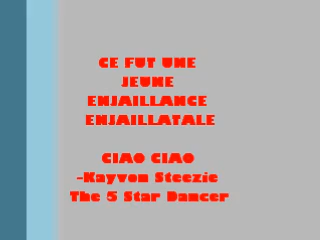 CE FUT UNE
JEUNE
ENJAILLANCE
ENJAILLATALE
CIAO CIAO
-Kayvon Steezie
The 5 Star Dancer